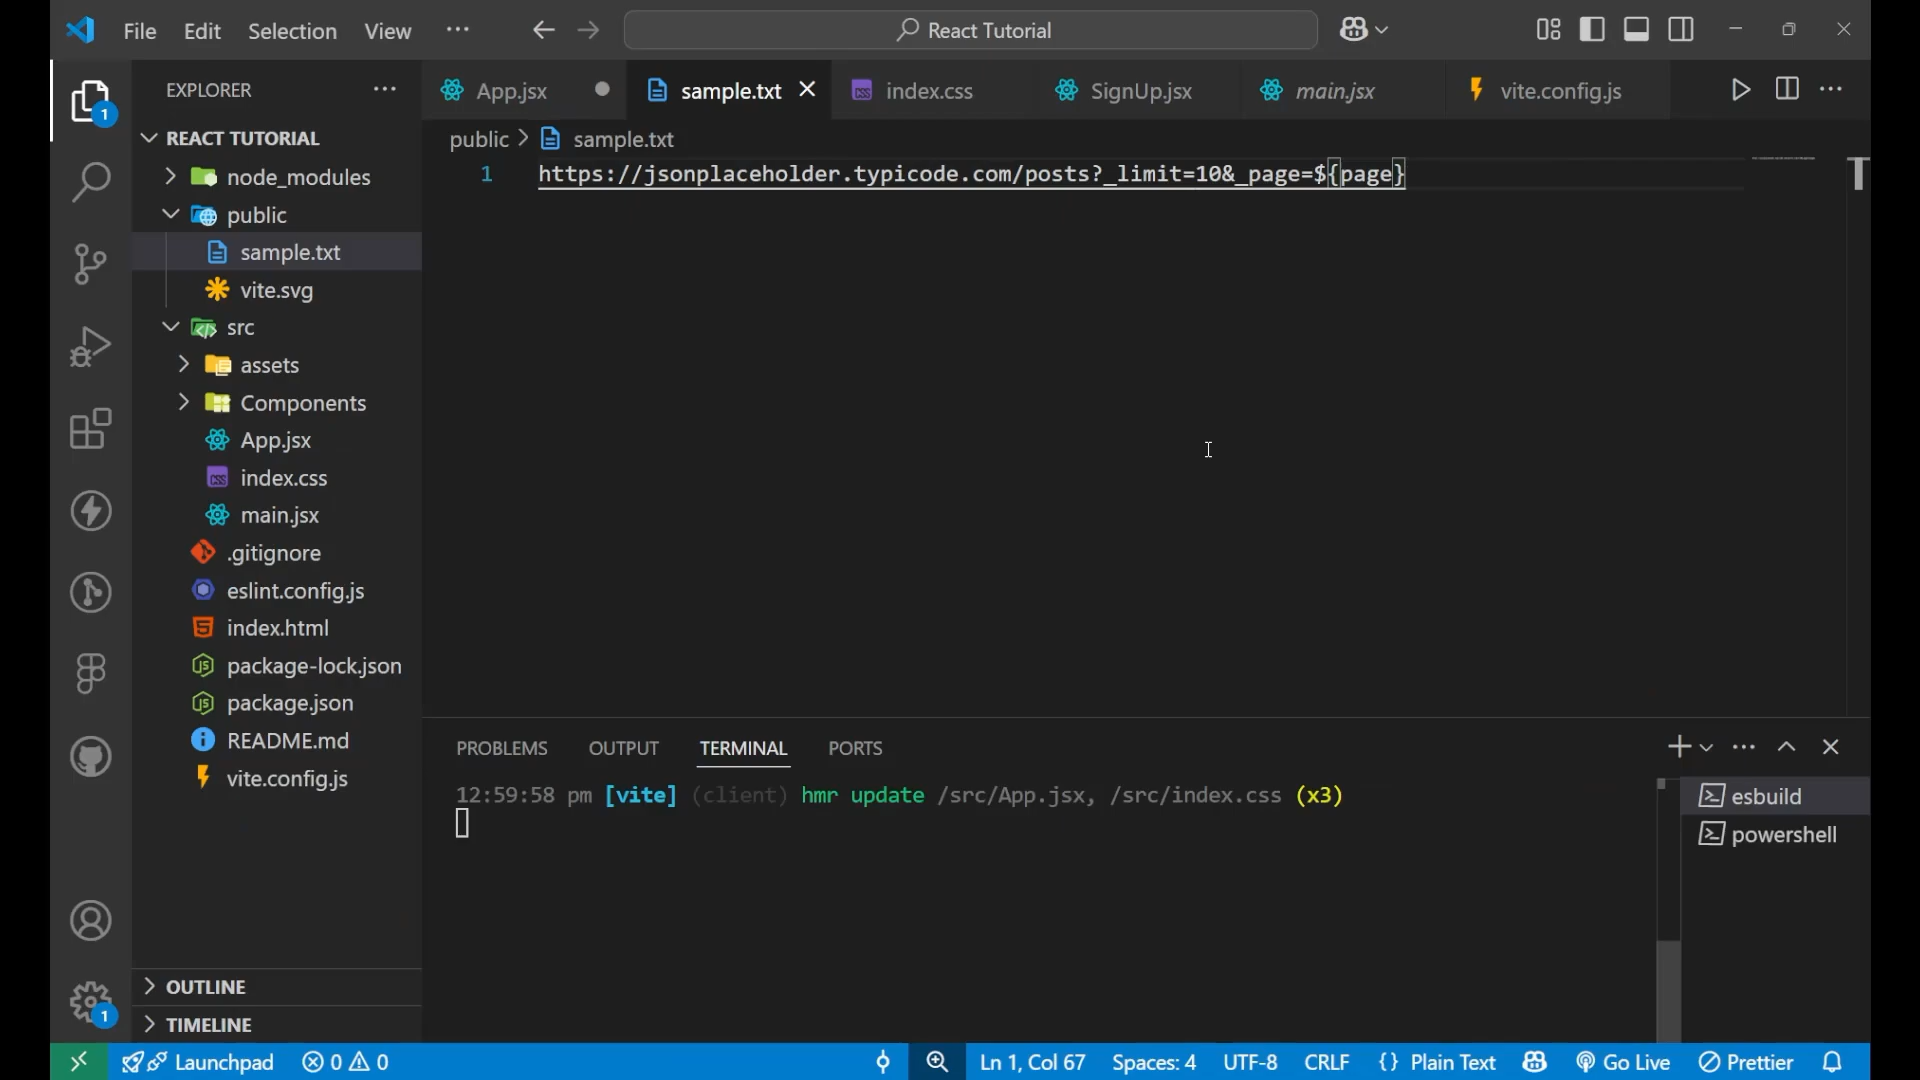 File Edit Selection View ··· React Tutorial
EXPLORER ···
App.jsx sample.txt index.css SignUp.jsx main.jsx vite.config.js ···
public > sample.txt
1 https://jsonplaceholder.typicode.com/posts?_limit=10&_page=${page}
REACT TUTORIAL
node_modules
public
sample.txt
vite.svg
src
assets
Components
App.jsx
index.css
main.jsx
.gitignore
eslint.config.js
index.html
package-lock.json
package.json
README.md
vite.config.js
OUTLINE
TIMELINE
1
1
PROBLEMS OUTPUT TERMINAL PORTS ···
12:59:58 pm [vite] (client) hmr update /src/App.jsx, /src/index.css (x3)
esbuild
powershell
Launchpad 0 0 Ln 1, Col 67 Spaces: 4 UTF-8 CRLF {} Plain Text Go Live Prettier